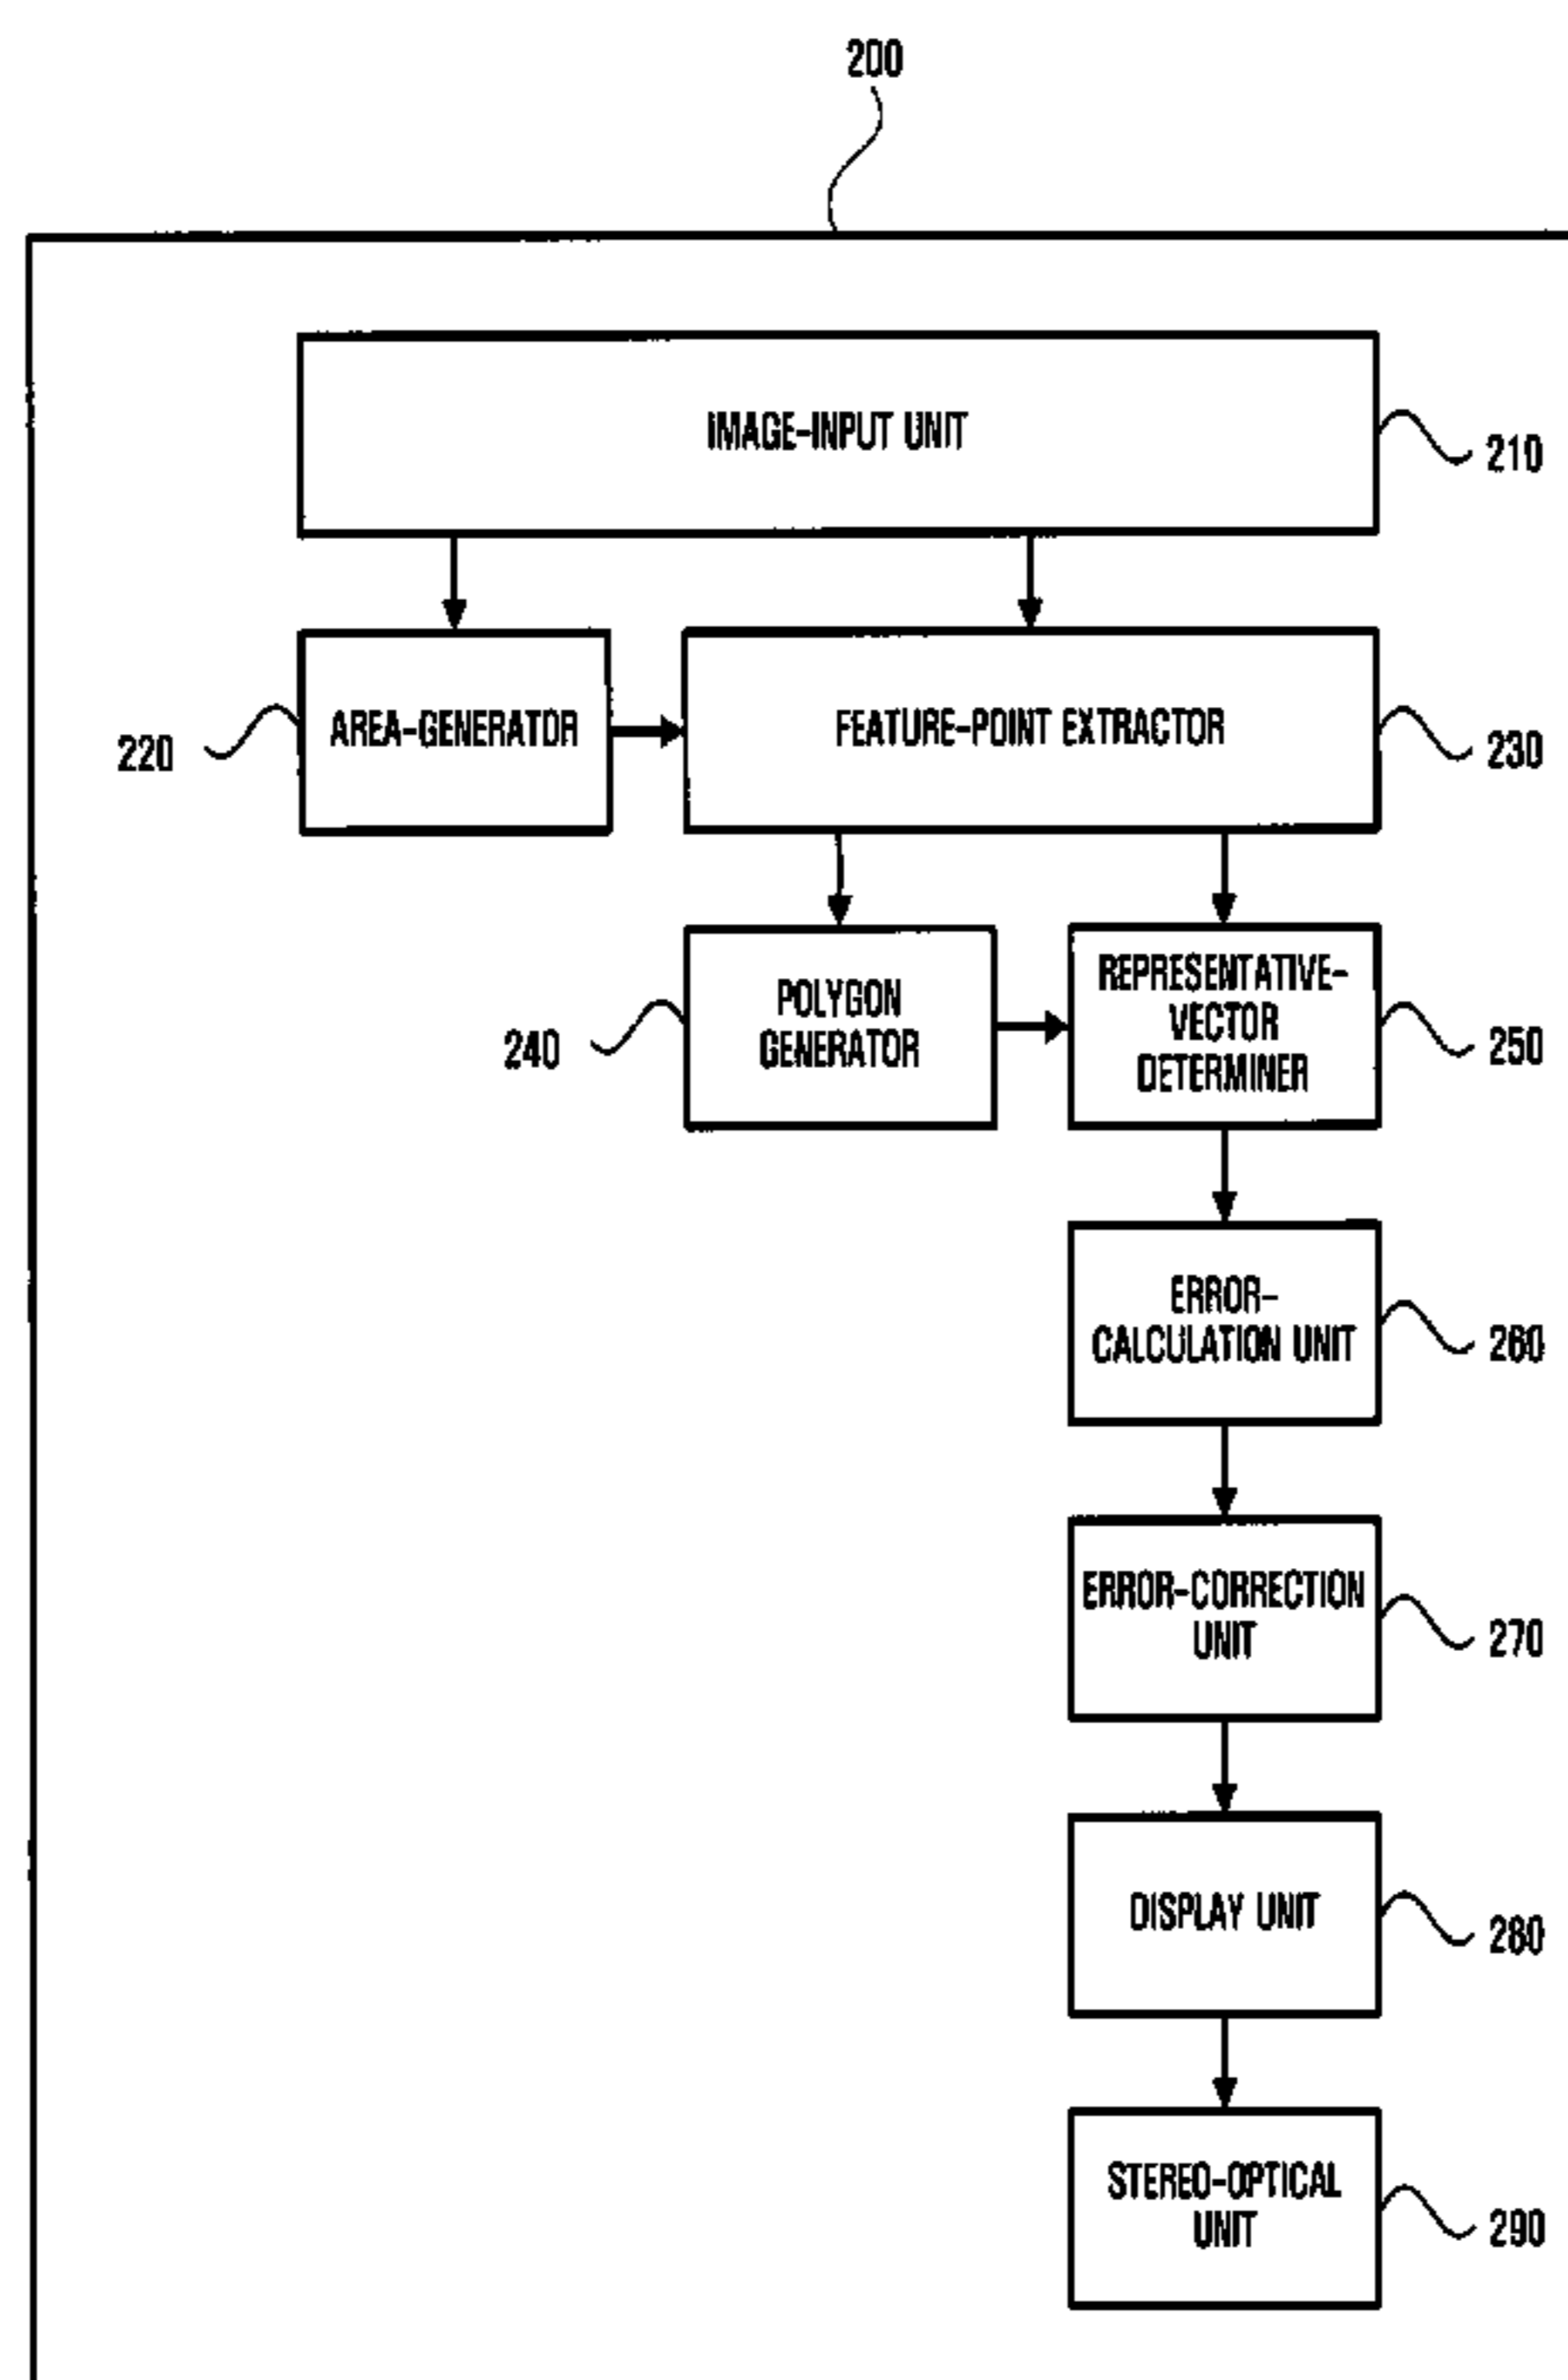 200
IMAGE-INPUT UNIT
210
220
AREA-GENERATOR
FEATURE-POINT EXTRACTOR
230
240
POLYGON
GENERATOR
REPRESENTATIVE-
VECTOR
DETERMINER
250
ERROR-
CALCULATION UNIT
260
ERROR-CORRECTION
UNIT
270
DISPLAY UNIT
280
STEREO-OPTICAL
UNIT
290